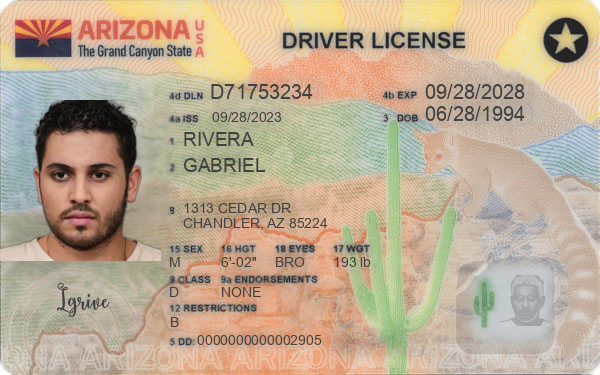 ARIZONA USA
The Grand Canyon State
DRIVER LICENSE
4d DLN D71753234
4b EXP 09/28/2028
4a ISS 09/28/2023
3 DOB 06/28/1994
1 RIVERA
2 GABRIEL
8 1313 CEDAR DR
CHANDLER, AZ 85224
15 SEX 16 HGT 18 EYES 17 WGT
M 6'-02" BRO 193 lb
9 CLASS 9a ENDORSEMENTS
D NONE
12 RESTRICTIONS
B
5 DD: 0000000000002905
Igrive
ARIZONA ARIZONA ARIZONA ARIZONA